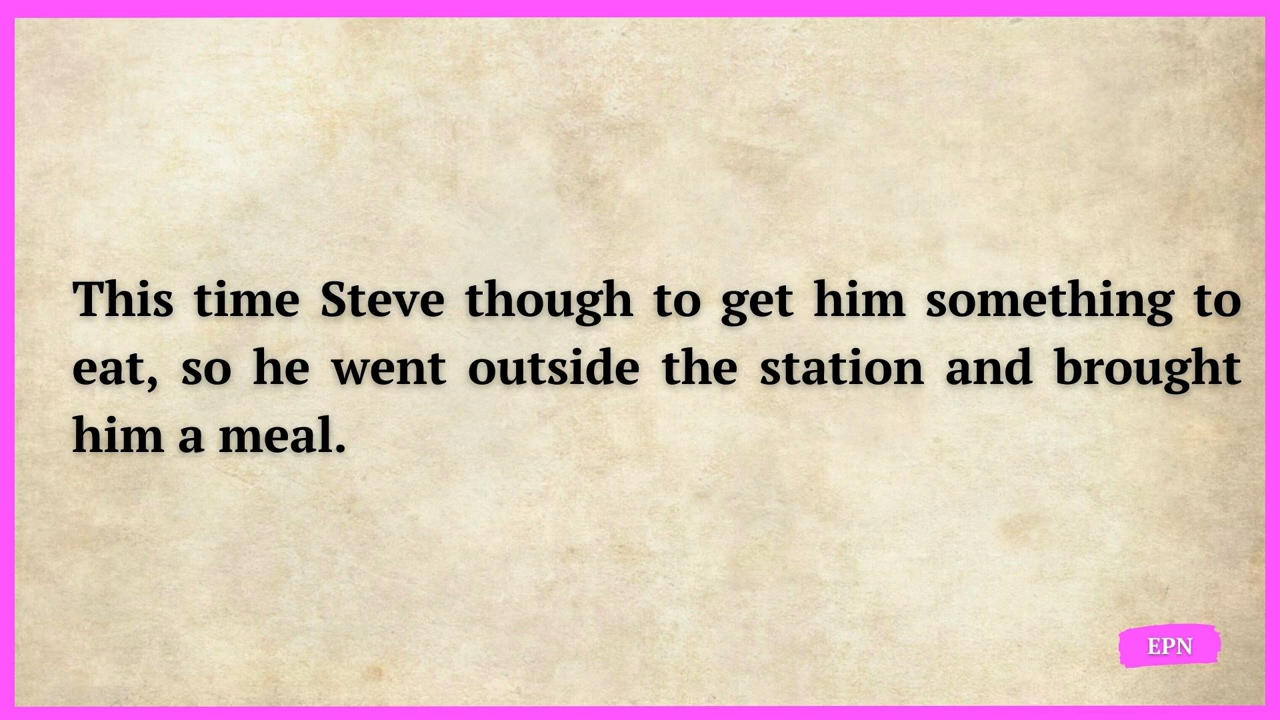 This time Steve though to get him something to
eat, so he went outside the station and brought
him a meal.
EPN